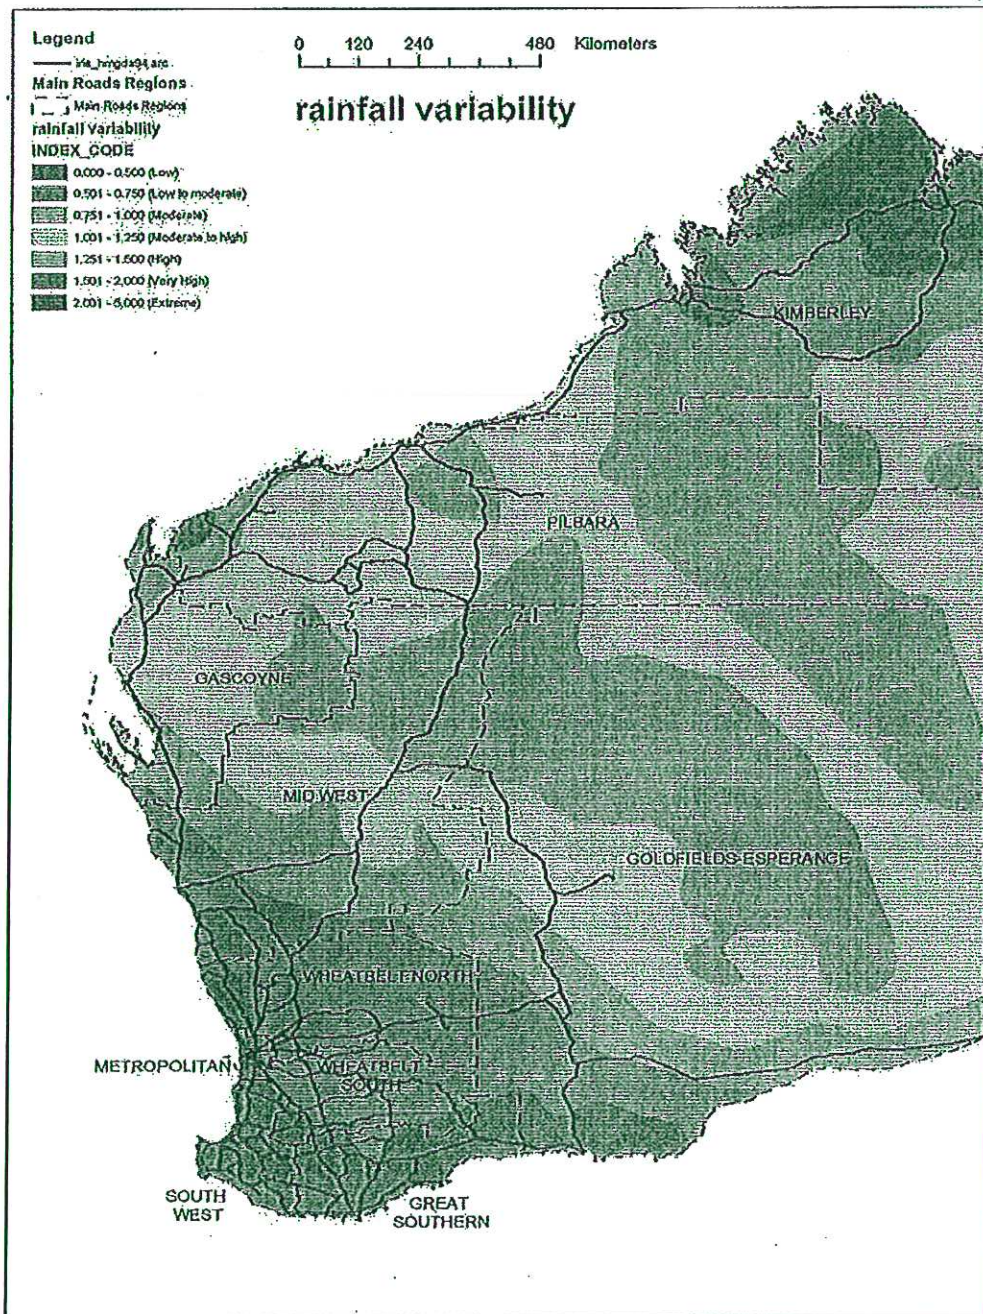 Legend
Main Roads Regions
Main Roads Regions
rainfall Variability
INDEX_CODE
0.000 - 0.500 (Low)
0.501 - 0.750 (Low to moderate)
0.751 - 1.000 (Moderate)
1.001 - 1.250 (Moderate to high)
1.251 - 1.500 (High)
1.501 - 2.000 (Very High)
2.001 - 5.000 (Extreme)
0 120 240 480 Kilometers
rainfall variability
KIMBERLEY
PILBARA
GASCOYNE
MID WEST
GOLDFIELDS-ESPERANCE
WHEATBELT NORTH
METROPOLITAN
WHEATBELT
SOUTH
SOUTH
WEST
GREAT
SOUTHERN